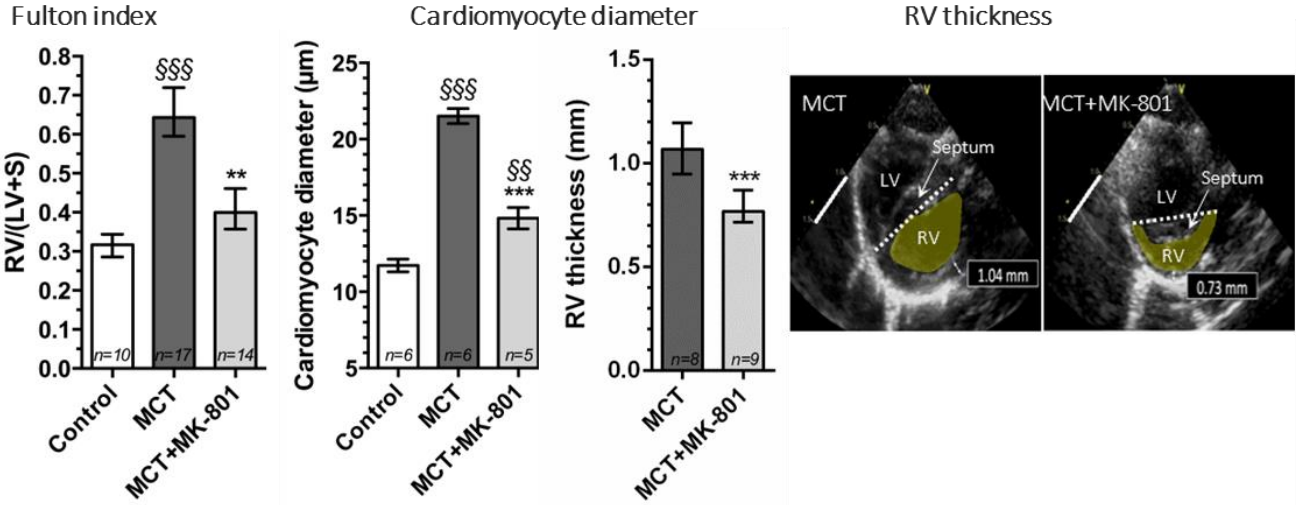 Fulton index
Cardiomyocyte diameter
RV thickness
RV/(LV+S)
0.8
0.7
0.6
0.5
0.4
0.3
0.2
0.1
0.0
§§§
**
n=10
n=17
n=14
Control
MCT
MCT+MK-801
Cardiomyocyte diameter (µm)
25
20
15
10
5
§§§
§§
***
n=6
n=6
n=5
Control
MCT
MCT+MK-801
RV thickness (mm)
1.5
1.0
0.5
0.0
***
n=8
n=9
MCT
MCT+MK-801
MCT
V
Septum
LV
RV
1.04 mm
MCT+MK-801
V
Septum
LV
RV
0.73 mm